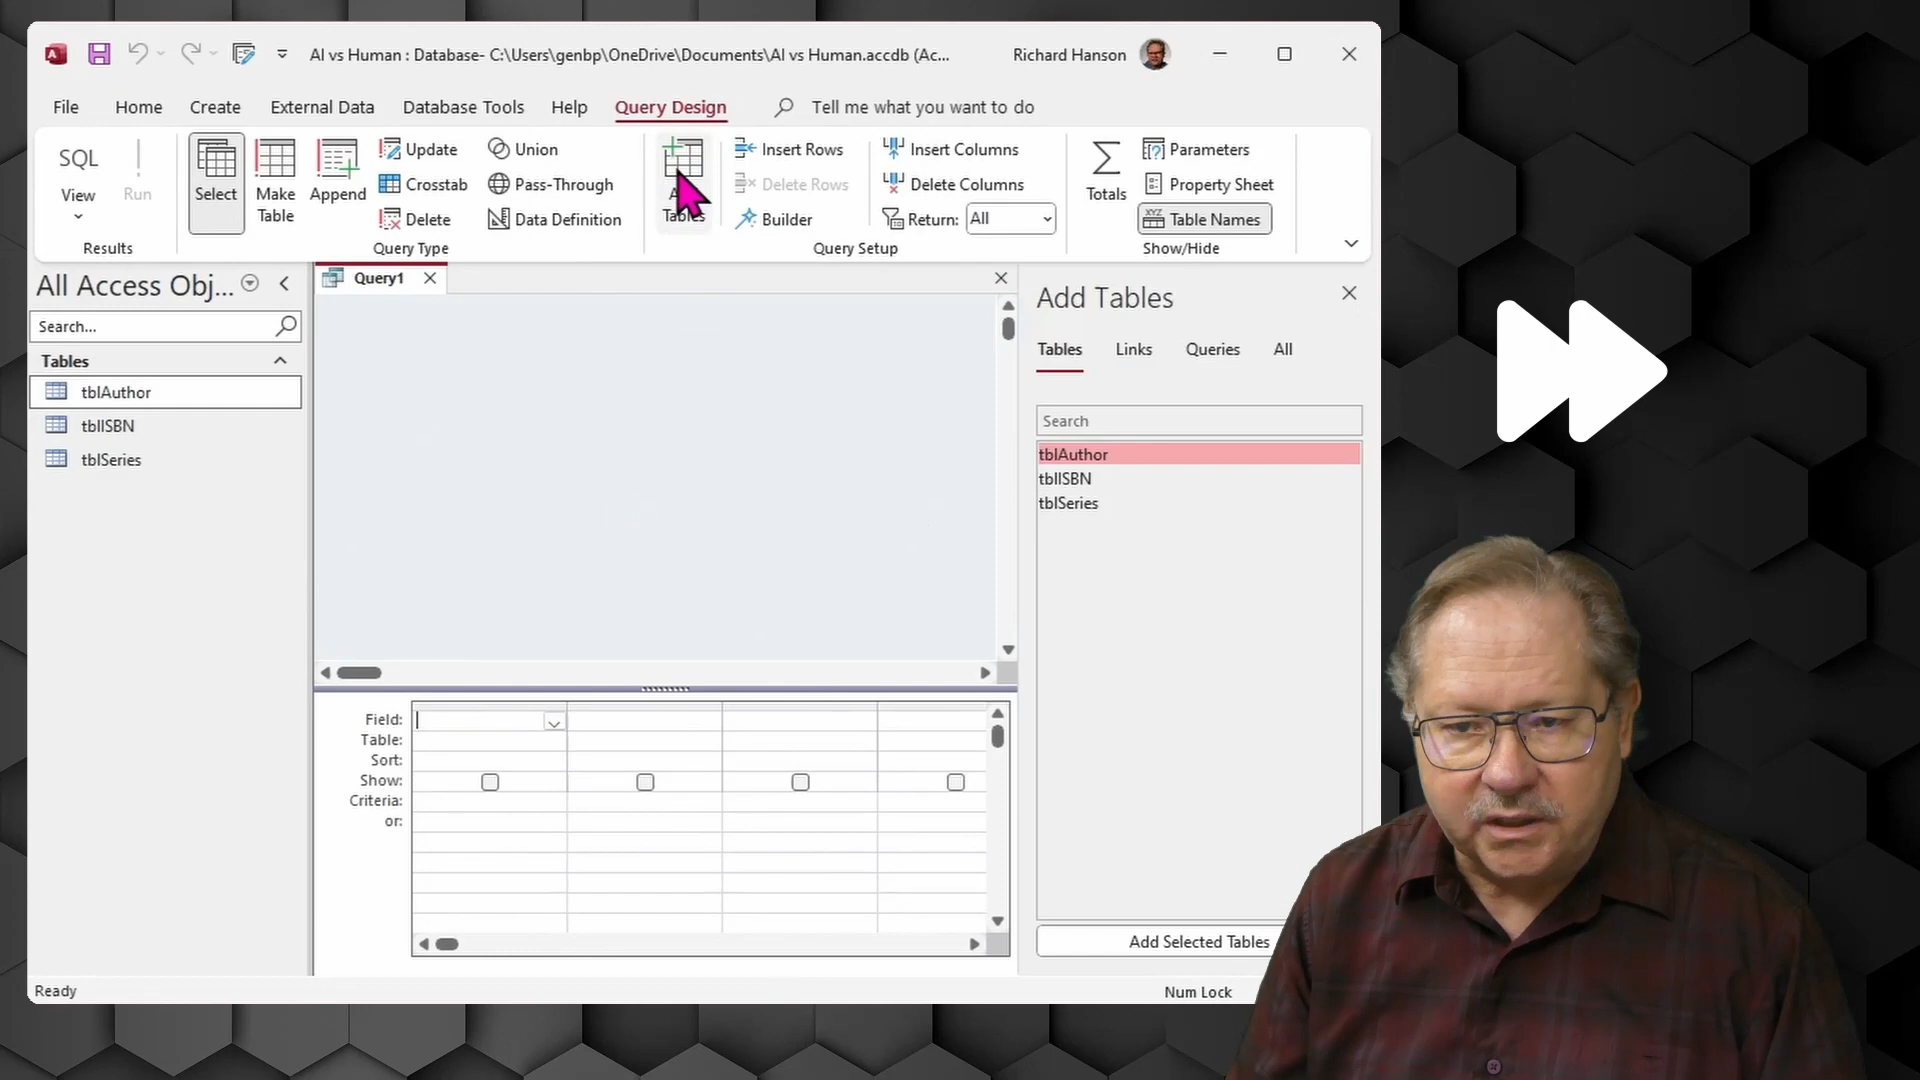 AI vs Human : Database- C:\Users\genbp\OneDrive\Documents\AI vs Human.accdb (Ac...
Richard Hanson
File Home Create External Data Database Tools Help Query Design Tell me what you want to do
SQL
View
Run
Results
Select
Make
Table
Append
Update
Crosstab
Delete
Union
Pass-Through
Data Definition
Query Type
Tables
Insert Rows
Delete Rows
Builder
Insert Columns
Delete Columns
Return: All
Query Setup
Totals
Parameters
Property Sheet
XYZ
Table Names
Show/Hide
All Access Obj...
Search...
Tables
tblAuthor
tblISBN
tblSeries
Query1
Field:
Table:
Sort:
Show:
Criteria:
or:
Add Tables
Tables Links Queries All
Search
tblAuthor
tblISBN
tblSeries
Add Selected Tables
Ready
Num Lock